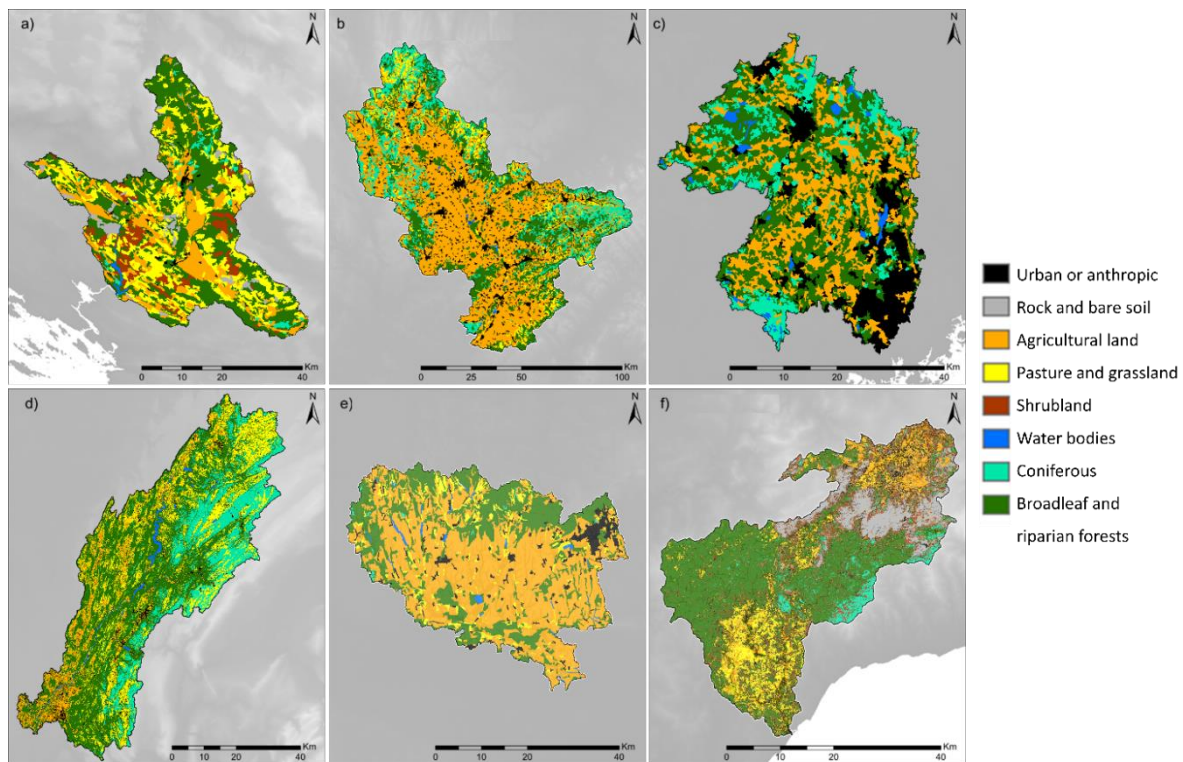 a)
N
Km
0 10 20 40
b
N
Km
0 25 50 100
c)
N
Km
0 10 20 40
d)
N
Km
0 10 20 40
e)
N
Km
0 10 20 40
f)
N
Km
0 10 20 40
Urban or anthropic
Rock and bare soil
Agricultural land
Pasture and grassland
Shrubland
Water bodies
Coniferous
Broadleaf and
riparian forests